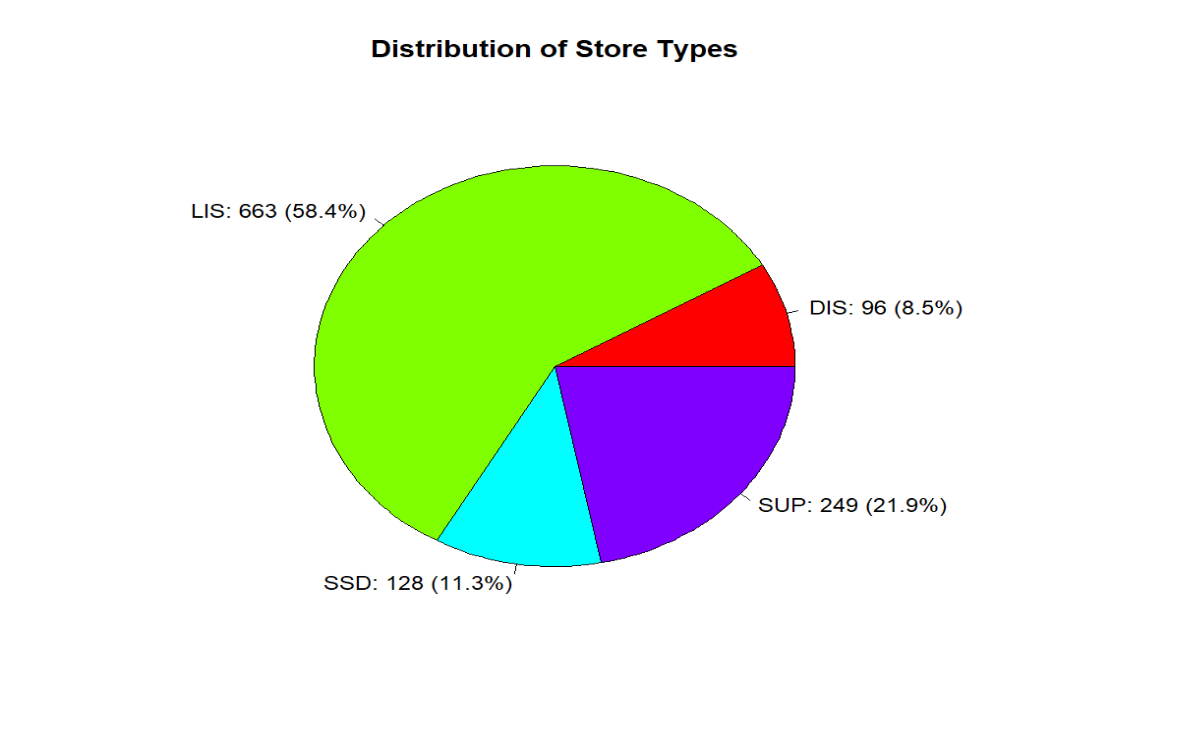 Distribution of Store Types
LIS: 663 (58.4%)
DIS: 96 (8.5%)
SUP: 249 (21.9%)
SSD: 128 (11.3%)